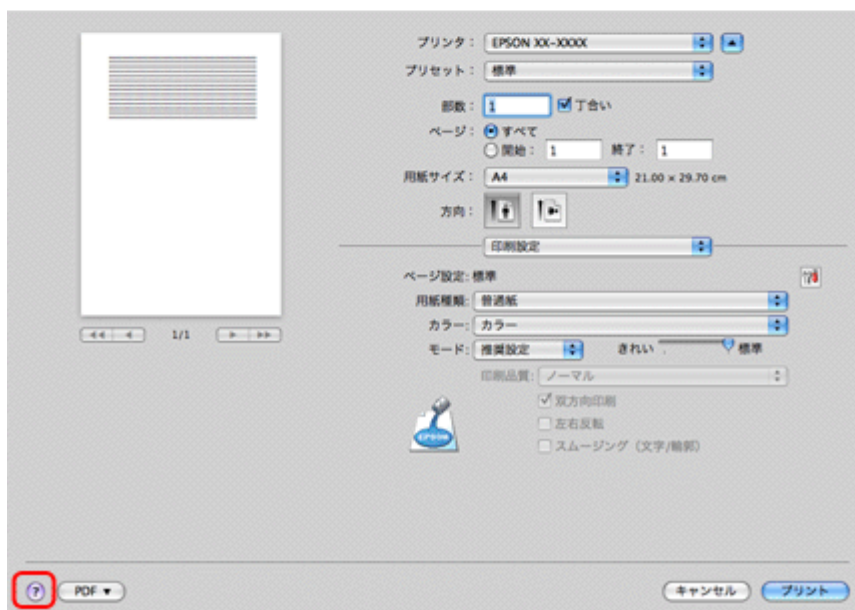 プリンタ： EPSON XX-XXXX
プリセット： 標準
部数： 1 丁合い
ページ： すべて
開始： 1 終了： 1
用紙サイズ： A4 21.00 × 29.70 cm
方向：
印刷設定
ページ設定: 標準
用紙種類: 普通紙
カラー: カラー
1/1
モード: 推奨設定 きれい 標準
印刷品質: ノーマル
双方向印刷
左右反転
スムージング（文字/輪郭）
EPSON
? PDF ▼ キャンセル プリント